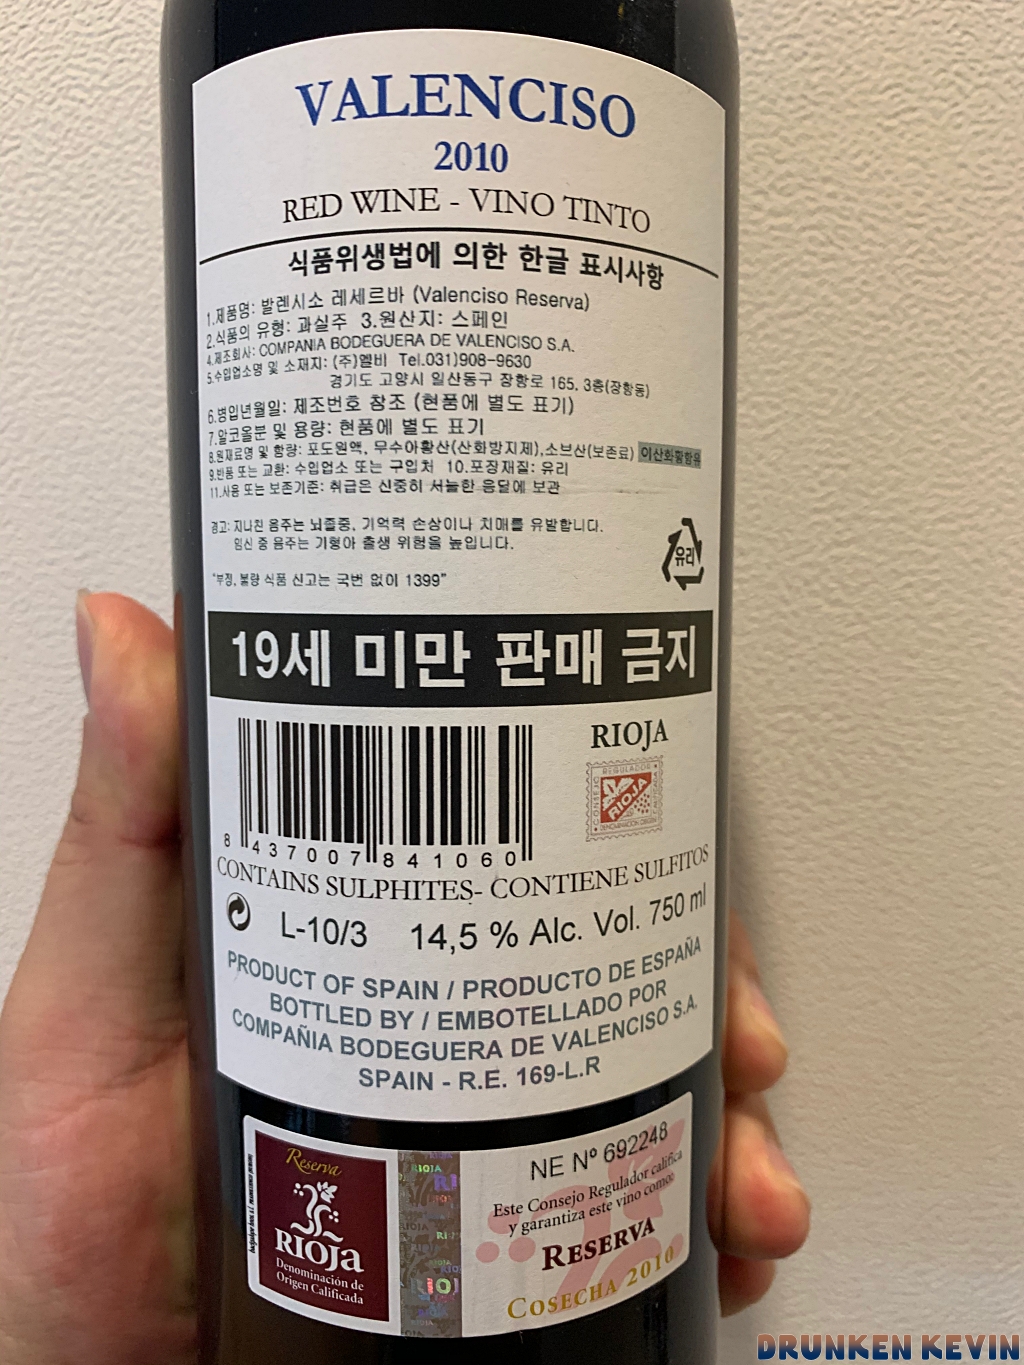 VALENCISO
2010
RED WINE - VINO TINTO
식품위생법에 의한 한글 표시사항
1.제품명: 발렌시소 레세르바 (Valenciso Reserva)
2.식품의 유형: 과실주 3.원산지: 스페인
4.제조회사: COMPANIA BODEGUERA DE VALENCISO S.A.
5.수입업소명 및 소재지: (주)엘비 Tel.031)908-9630
경기도 고양시 일산동구 장항로 165, 3층(장항동)
6.병입년월일: 제조번호 참조 (현품에 별도 표기)
7.알코올분 및 용량: 현품에 별도 표기
8.원재료명 및 함량: 포도원액, 무수아황산(산화방지제),소브산(보존료) 이산화황함유
9.반품 또는 교환: 수입업소 또는 구입처 10.포장재질: 유리
11.사용 또는 보존기준: 취급은 신중히 서늘한 응달에 보관
경고: 지나친 음주는 뇌졸중, 기억력 손상이나 치매를 유발합니다.
임신 중 음주는 기형아 출생 위험을 높입니다.
유리
"부정, 불량 식품 신고는 국번 없이 1399"
19세 미만 판매 금지
RIOJA
CONSEJO REGULADOR
RIOJA
CALIFICADA
DENOMINACION ORIGEN
8 437007 841060
CONTAINS SULPHITES- CONTIENE SULFITOS
L-10/3 14,5 % Alc. Vol. 750 ml
PRODUCT OF SPAIN / PRODUCTO DE ESPAÑA
BOTTLED BY / EMBOTELLADO POR
COMPAÑIA BODEGUERA DE VALENCISO S.A.
SPAIN - R.E. 169-L.R
Reserva
RIOJA
Denominación de
Origen Calificada
RIOJA
NE Nº 692248
Este Consejo Regulador califica
y garantiza este vino como:
RESERVA
COSECHA 2010
DRUNKEN KEVIN